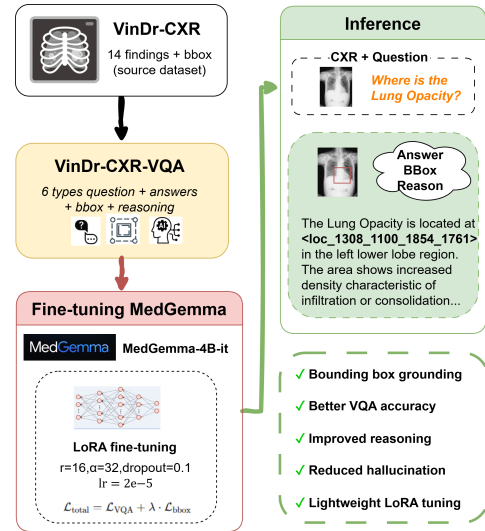 VinDr-CXR
14 findings + bbox
(source dataset)
VinDr-CXR-VQA
6 types question + answers
+ bbox + reasoning
?
AI
Fine-tuning MedGemma
MedGemma
MedGemma-4B-it
LoRA fine-tuning
r=16,α=32,dropout=0.1
lr = 2e−5
ℒtotal = ℒVQA + λ · ℒbbox
Inference
CXR + Question
Where is the
Lung Opacity?
Answer
BBox
Reason
The Lung Opacity is located at
<loc_1308_1100_1854_1761>
in the left lower lobe region.
The area shows increased
density characteristic of
infiltration or consolidation...
✓ Bounding box grounding
✓ Better VQA accuracy
✓ Improved reasoning
✓ Reduced hallucination
✓ Lightweight LoRA tuning